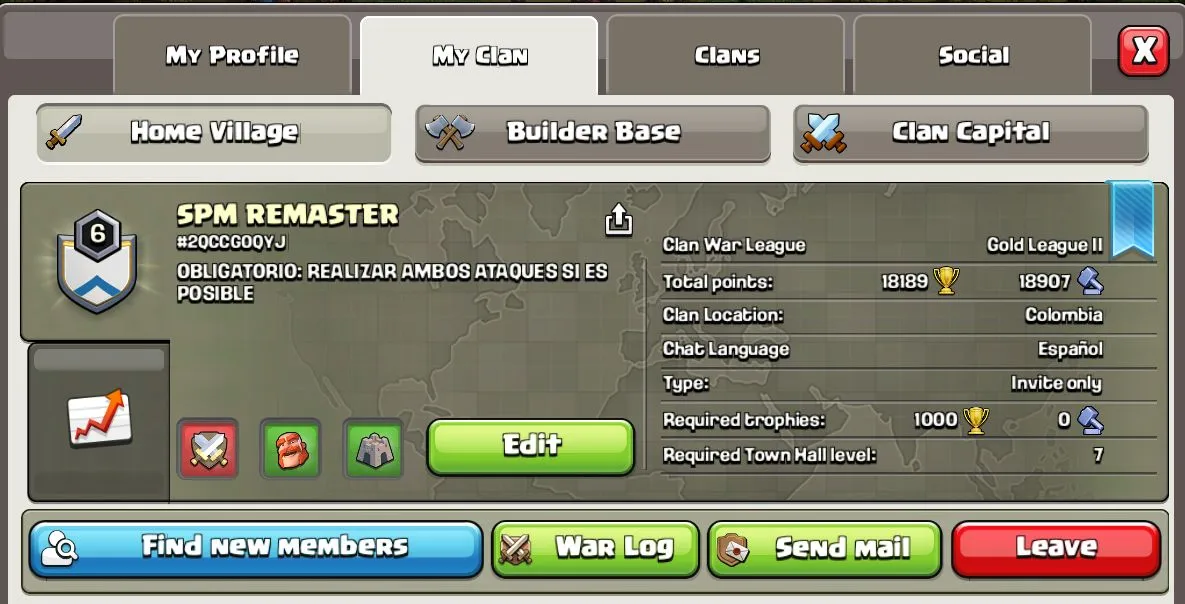 My Profile
My Clan
Clans
Social
X
Home Village
Builder Base
Clan Capital
6
SPM REMASTER
#2QCCG0QYJ
OBLIGATORIO: REALIZAR AMBOS ATAQUES SI ES
POSIBLE
Clan War League Gold League II
Total points: 18189 18907
Clan Location: Colombia
Chat Language Español
Type: Invite only
Required trophies: 1000 0
Required Town Hall level: 7
Edit
Find new members
War Log
Send mail
Leave